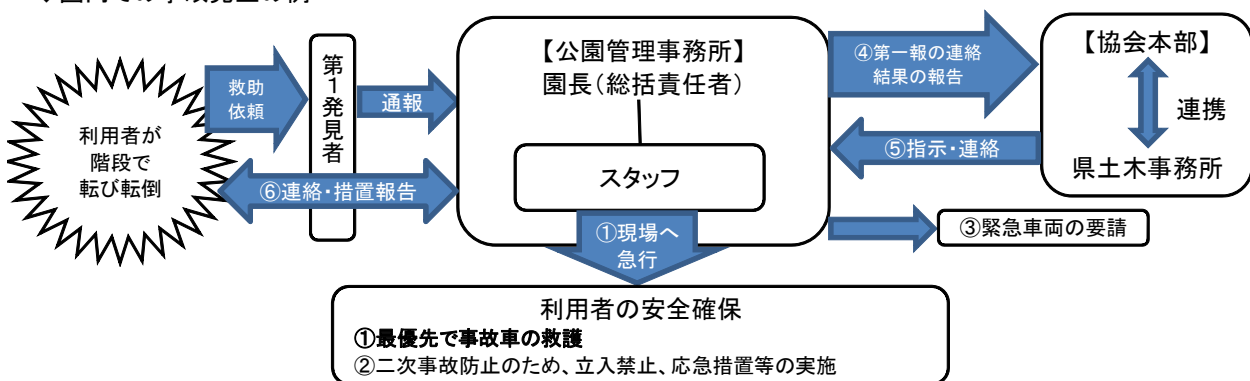 利用者が
階段で
転び転倒
救助
依頼
第1発見者
通報
⑥連絡・措置報告
【公園管理事務所】
園長(総括責任者)
スタッフ
①現場へ
急行
④第一報の連絡
結果の報告
⑤指示・連絡
【協会本部】
連携
県土木事務所
③緊急車両の要請
利用者の安全確保
①最優先で事故車の救護
②二次事故防止のため、立入禁止、応急措置等の実施